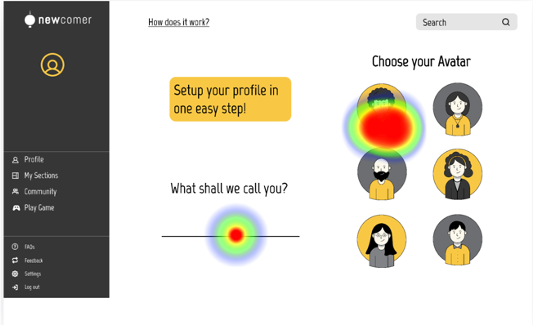 newcomer
How does it work?
Search
Choose your Avatar
Setup your profile in
one easy step!
Profile
My Sections
Community
Play Game
What shall we call you?
FAQs
Feedback
Settings
Log out